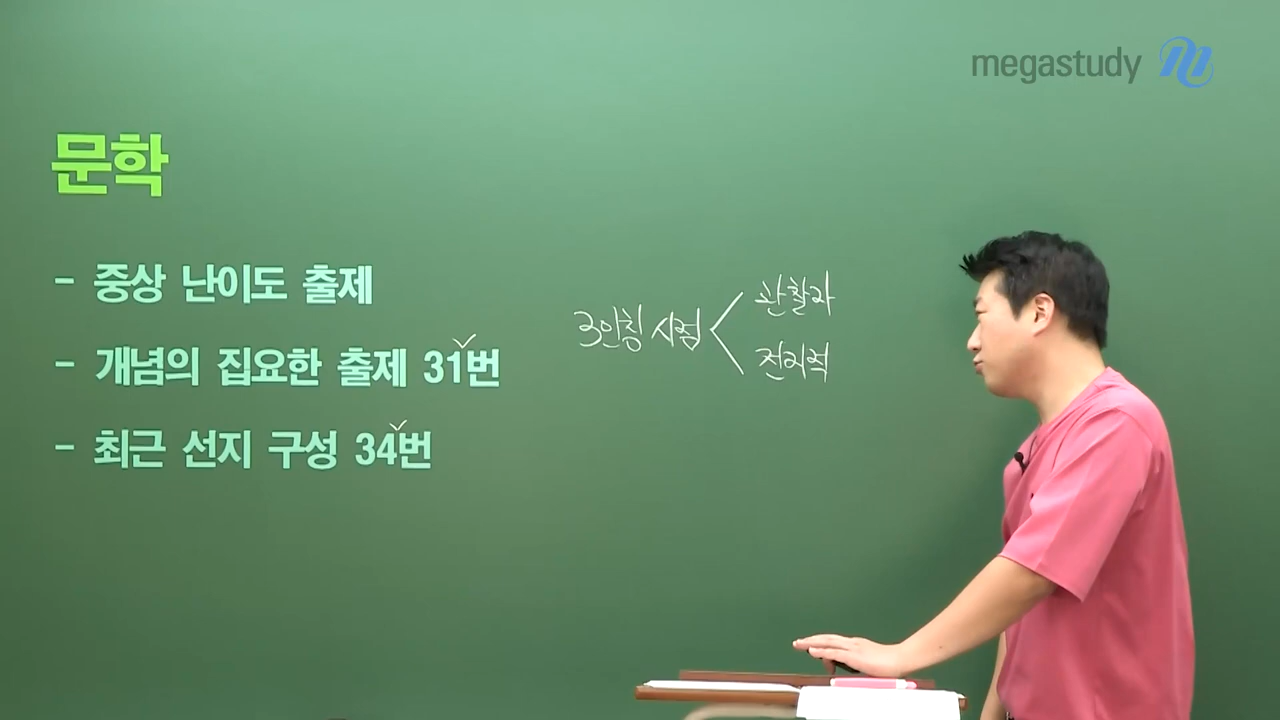 megastudy
문학
- 중상 난이도 출제
- 개념의 집요한 출제 31번
- 최근 선지 구성 34번
3인칭 시점
관찰자
전지적